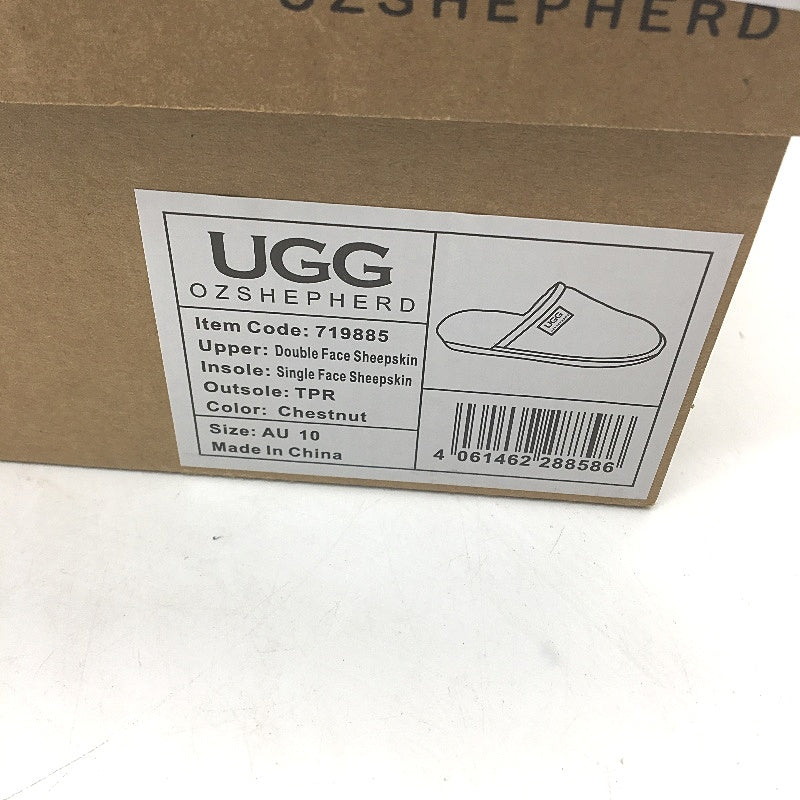 OZSHEPHERD
UGG
OZSHEPHERD
Item Code: 719885
Upper: Double Face Sheepskin
Insole: Single Face Sheepskin
Outsole: TPR
Color: Chestnut
Size: AU 10
Made In China
UGG
4 061462 288586